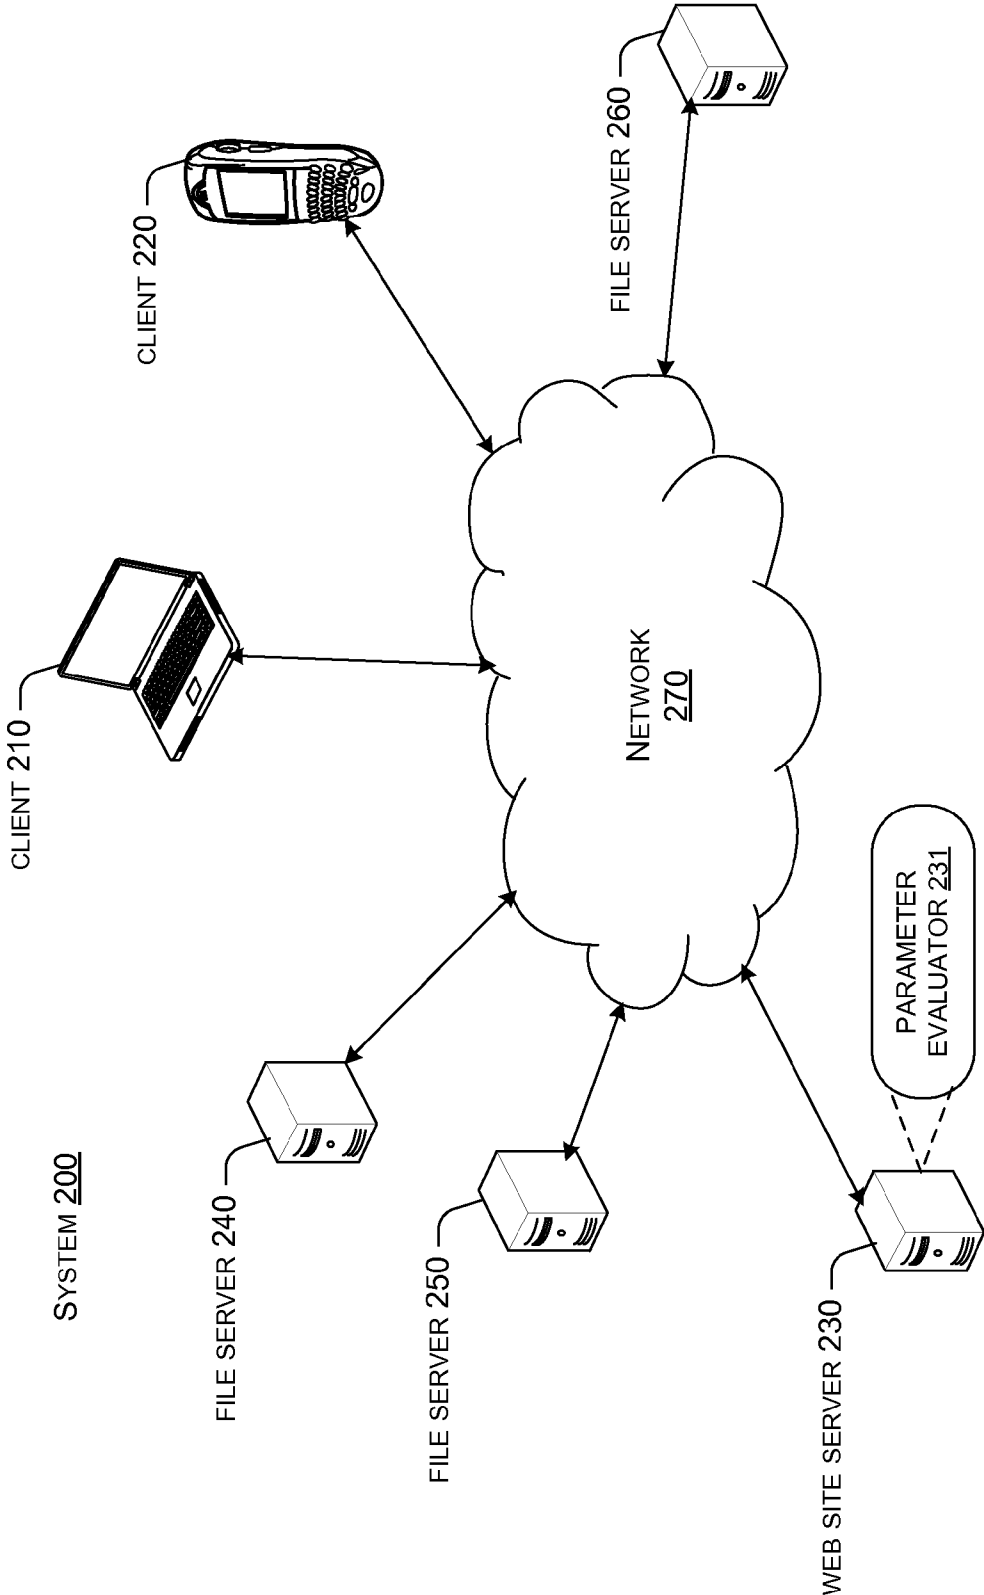 SYSTEM 200
CLIENT 210
CLIENT 220
FILE SERVER 240
FILE SERVER 250
NETWORK
270
FILE SERVER 260
WEB SITE SERVER 230
PARAMETER
EVALUATOR 231